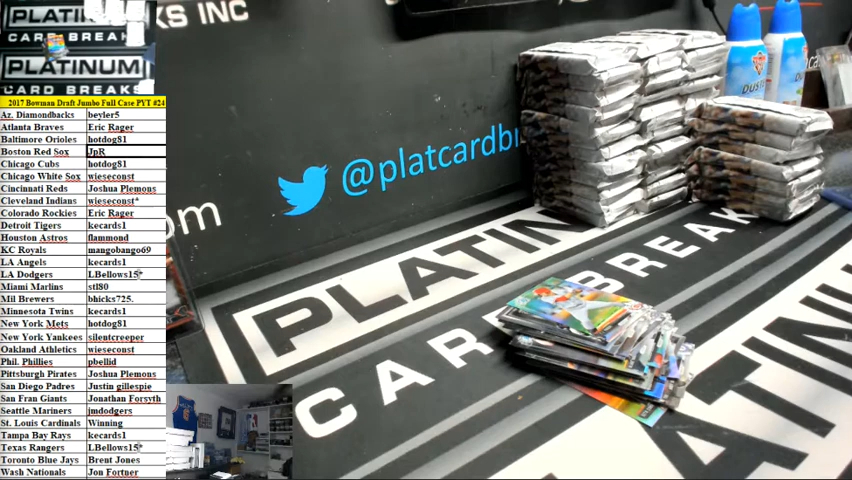 PLATINUM
KS INC
CARD BREAKS
PLATINUM
CARD BREAKS
2017 Bowman Draft Jumbo Full Case PYT #24
Az. Diamondbacks beyler5
Atlanta Braves Eric Rager
Baltimore Orioles hotdog81
Boston Red Sox JpR
Chicago Cubs hotdog81
Chicago White Sox wieseconst
Cincinnati Reds Joshua Plemons
Cleveland Indians wieseconst*
Colorado Rockies Eric Rager
Detroit Tigers kecards1
Houston Astros flammond
KC Royals mangobango69
LA Angels kecards1
LA Dodgers LBellows15*
Miami Marlins stl80
Mil Brewers bhicks725.
Minnesota Twins kecards1
New York Mets hotdog81
New York Yankees silentcreeper
Oakland Athletics wieseconst
Phil. Phillies pbellid
Pittsburgh Pirates Joshua Plemons
San Diego Padres Justin gillespie
San Fran Giants Jonathan Forsyth
Seattle Mariners jmdodgers
St. Louis Cardinals Winning
Tampa Bay Rays kecards1
Texas Rangers LBellows15*
Toronto Blue Jays Brent Jones
Wash Nationals Jon Fortner
@platcardbr
om
DUSTER
DUST
PLATINUM
CARD BREAK
PLATINU